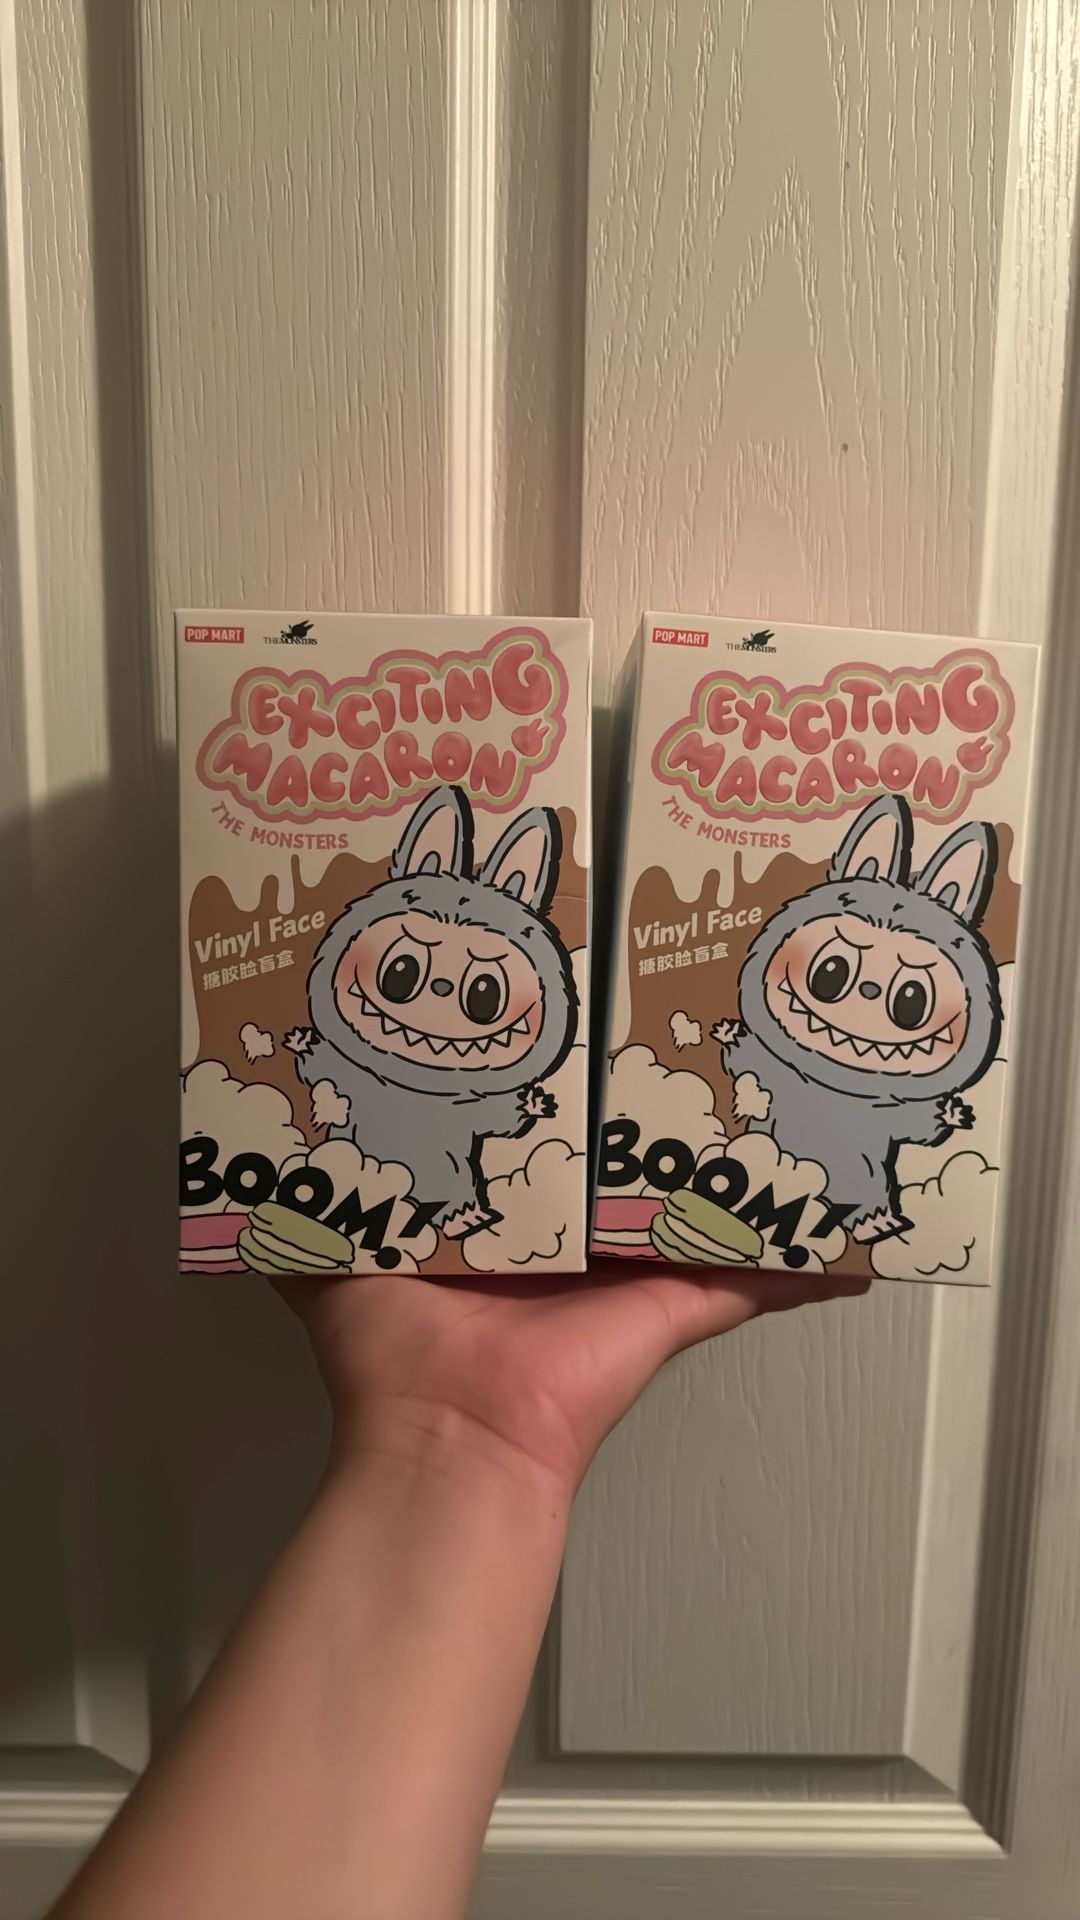 POP MART
THE MONSTERS
EXCITING
MACARON
THE MONSTERS
Vinyl Face
搪胶脸盲盒
BOOM!
POP MART
THE MONSTERS
EXCITING
MACARON
THE MONSTERS
Vinyl Face
搪胶脸盲盒
BOOM!